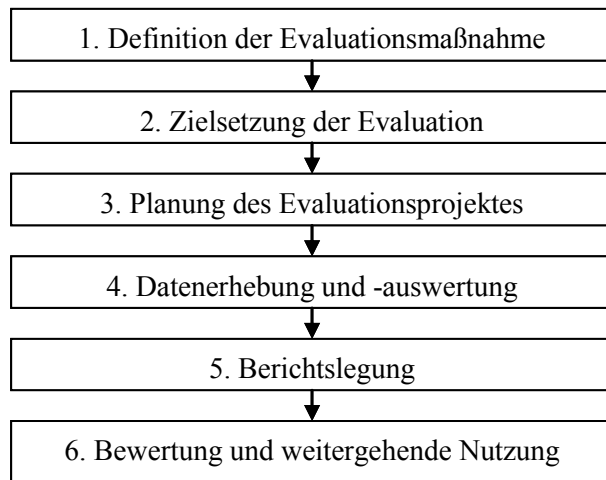 1. Definition der Evaluationsmaßnahme
2. Zielsetzung der Evaluation
3. Planung des Evaluationsprojektes
4. Datenerhebung und -auswertung
5. Berichtslegung
6. Bewertung und weitergehende Nutzung